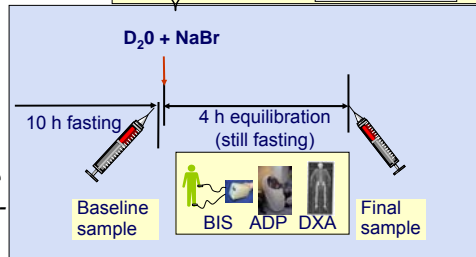 D₂0 + NaBr
10 h fasting
4 h equilibration
(still fasting)
BIS ADP DXA
Baseline
sample
Final
sample